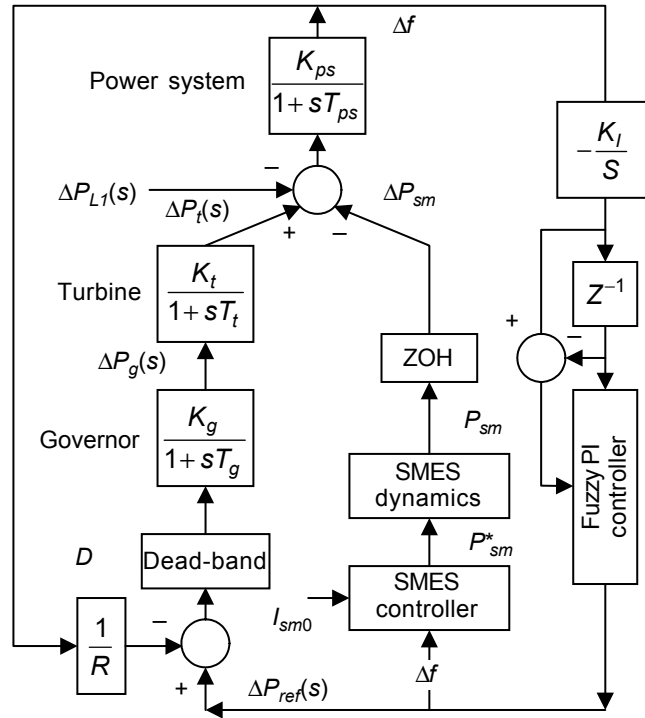 Δf
Power system
K_ps
1 + sT_ps
−
ΔP_L1(s)
ΔP_t(s)
+
−
ΔP_sm
−K_I
S
Turbine
K_t
1 + sT_t
Z⁻¹
+
−
ZOH
ΔP_g(s)
Governor
K_g
1 + sT_g
P_sm
SMES
dynamics
Fuzzy PI
controller
P*_sm
D
Dead-band
SMES
controller
I_sm0
1
R
−
+
ΔP_ref(s)
Δf